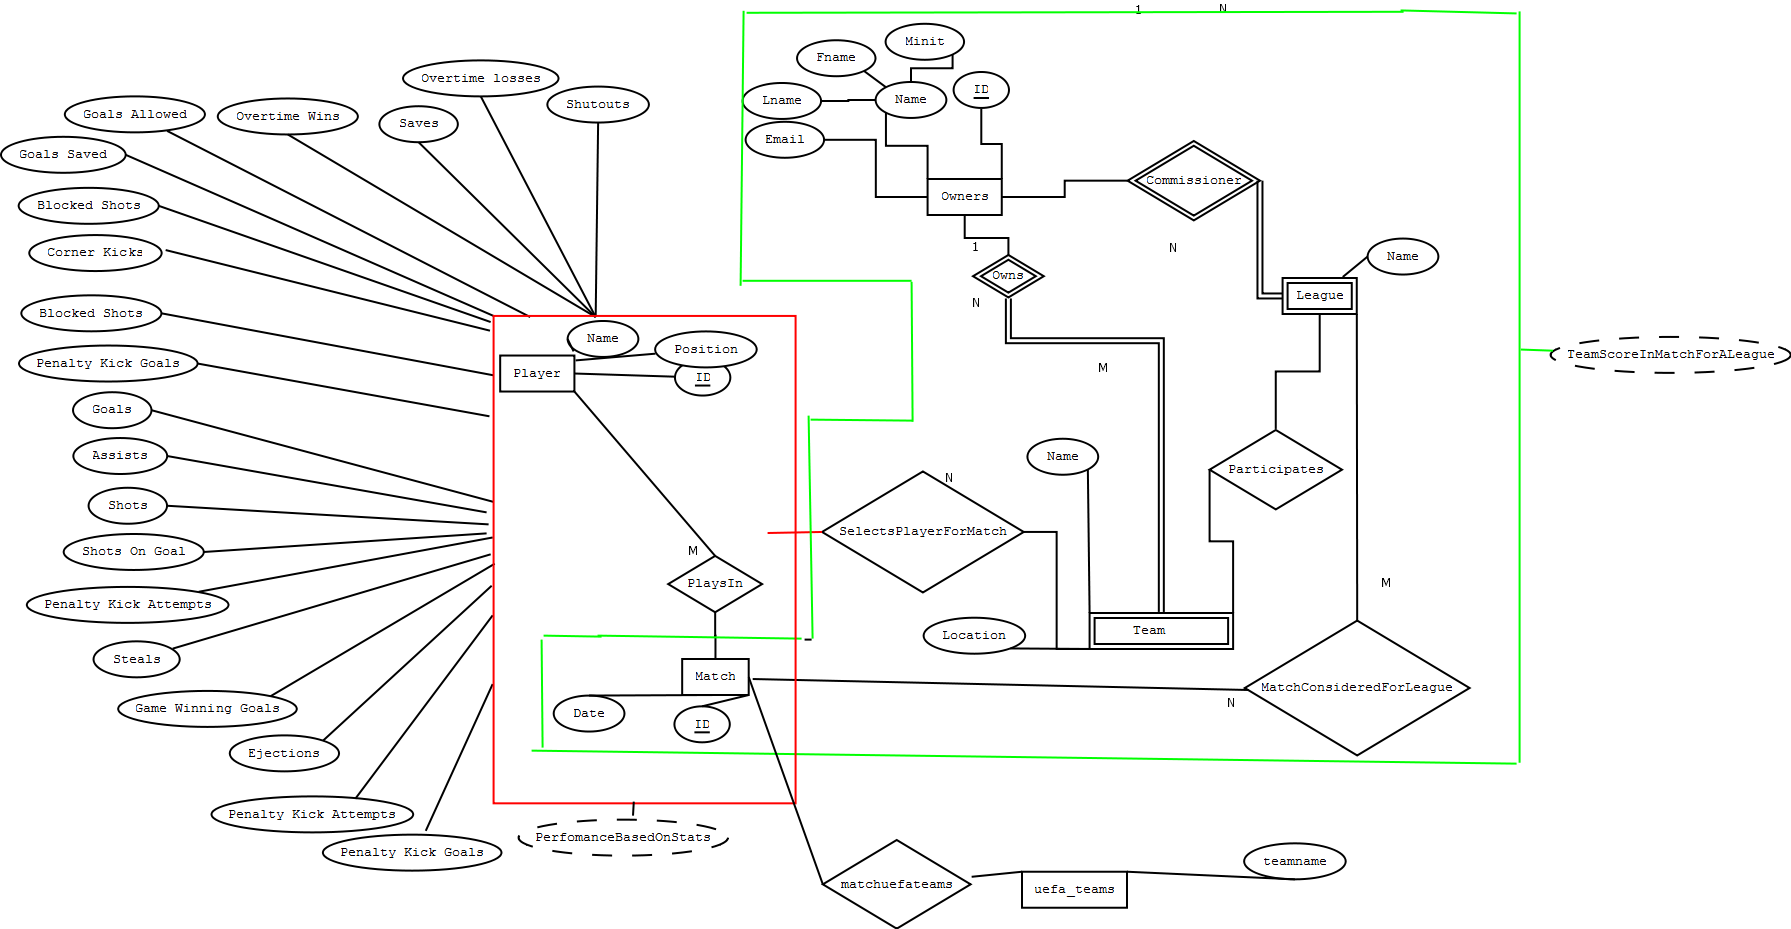 1
N
Minit
Fname
Overtime losses
ID
Lname
Name
Shutouts
Goals Allowed
Overtime Wins
Saves
Email
Goals Saved
Commissioner
Owners
Blocked Shots
1
N
Corner Kicks
Name
Owns
League
N
Blocked Shots
Name
Position
TeamScoreInMatchForALeague
Penalty Kick Goals
M
Player
ID
Goals
Assists
Name
Participates
N
Shots
SelectsPlayerForMatch
Shots On Goal
M
PlaysIn
M
Penalty Kick Attempts
Team
Location
Steals
Match
MatchConsideredForLeague
N
Game Winning Goals
Date
ID
Ejections
Penalty Kick Attempts
PerfomanceBasedOnStats
Penalty Kick Goals
teamname
matchuefateams
uefa_teams